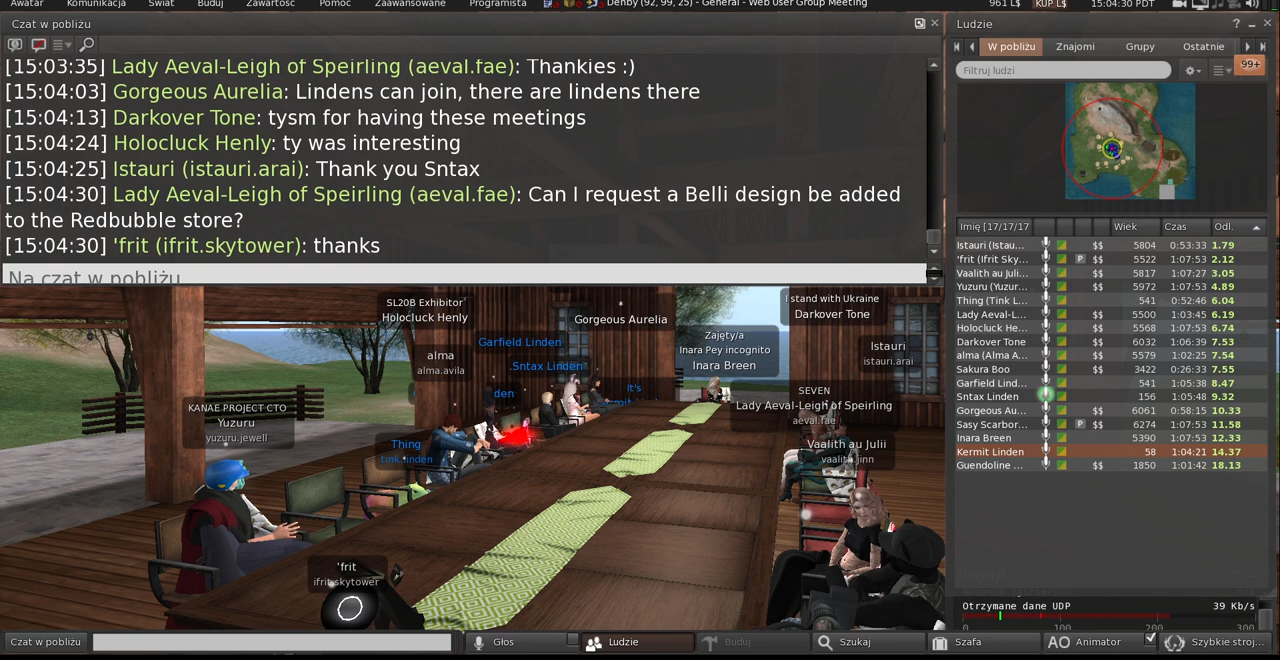 Awatar Komunikacja Świat Buduj Zawartość Pomoc Zaawansowane Programista
Denby (92, 99, 25) - General - Web User Group Meeting
961 L$ KUP L$ 15:04:30 PDT
Czat w pobliżu
[15:03:35] Lady Aeval-Leigh of Speirling (aeval.fae): Thankies :)
[15:04:03] Gorgeous Aurelia: Lindens can join, there are lindens there
[15:04:13] Darkover Tone: tysm for having these meetings
[15:04:24] Holocluck Henly: ty was interesting
[15:04:25] Istauri (istauri.arai): Thank you Sntax
[15:04:30] Lady Aeval-Leigh of Speirling (aeval.fae): Can I request a Belli design be added
to the Redbubble store?
[15:04:30] 'frit (ifrit.skytower): thanks
Na czat w pobliżu
SL20B Exhibitor
Holocluck Henly
*
Gorgeous Aurelia
I stand with Ukraine
Darkover Tone
Garfield Linden
Zajęty/a
Inara Pey incognito
Inara Breen
Istauri
istauri.arai
alma
alma.avila
Sntax Linden
den
It's
SEVEN
Lady Aeval-Leigh of Speirling
aeval.fae
KANAE PROJECT CTO
Yuzuru
yuzuru.jewell
Thing
tink.linden
Vaalith au Julii
vaalith.jinn
'frit
ifrit.skytower
Ludzie
W pobliżu Znajomi Grupy Ostatnie
99+
Filtruj ludzi
Imię [17/17/17 Wiek Czas Odl.
Istauri (Istau... $$ 5804 0:53:33 1.79
'frit (Ifrit Sky... P $$ 5522 1:07:53 2.12
Vaalith au Juli... $$ 5817 1:07:27 3.05
Yuzuru (Yuzur... $$ 5972 1:07:53 4.89
Thing (Tink L... 541 0:52:46 6.04
Lady Aeval-L... $$ 5500 1:03:45 6.19
Holocluck He... $$ 5568 1:07:53 6.74
Darkover Tone $$ 6032 1:06:39 7.53
alma (Alma A... $$ 5579 1:02:25 7.54
Sakura Boo $$ 3422 0:26:33 7.55
Garfield Lind... 541 1:05:38 8.47
Sntax Linden 156 1:05:48 9.32
Gorgeous Au... $$ 6061 0:58:15 10.33
Sasy Scarbor... P $$ 6274 1:07:53 11.58
Inara Breen 5390 1:07:53 12.33
Kermit Linden 58 1:04:21 14.37
Guendoline ... $$ 1850 1:01:42 18.13
Otrzymane dane UDP 39 Kb/s
0 100 200 300
Czat w pobliżu Głos Ludzie Buduj Szukaj Szafa AO Animator Szybkie stroj...